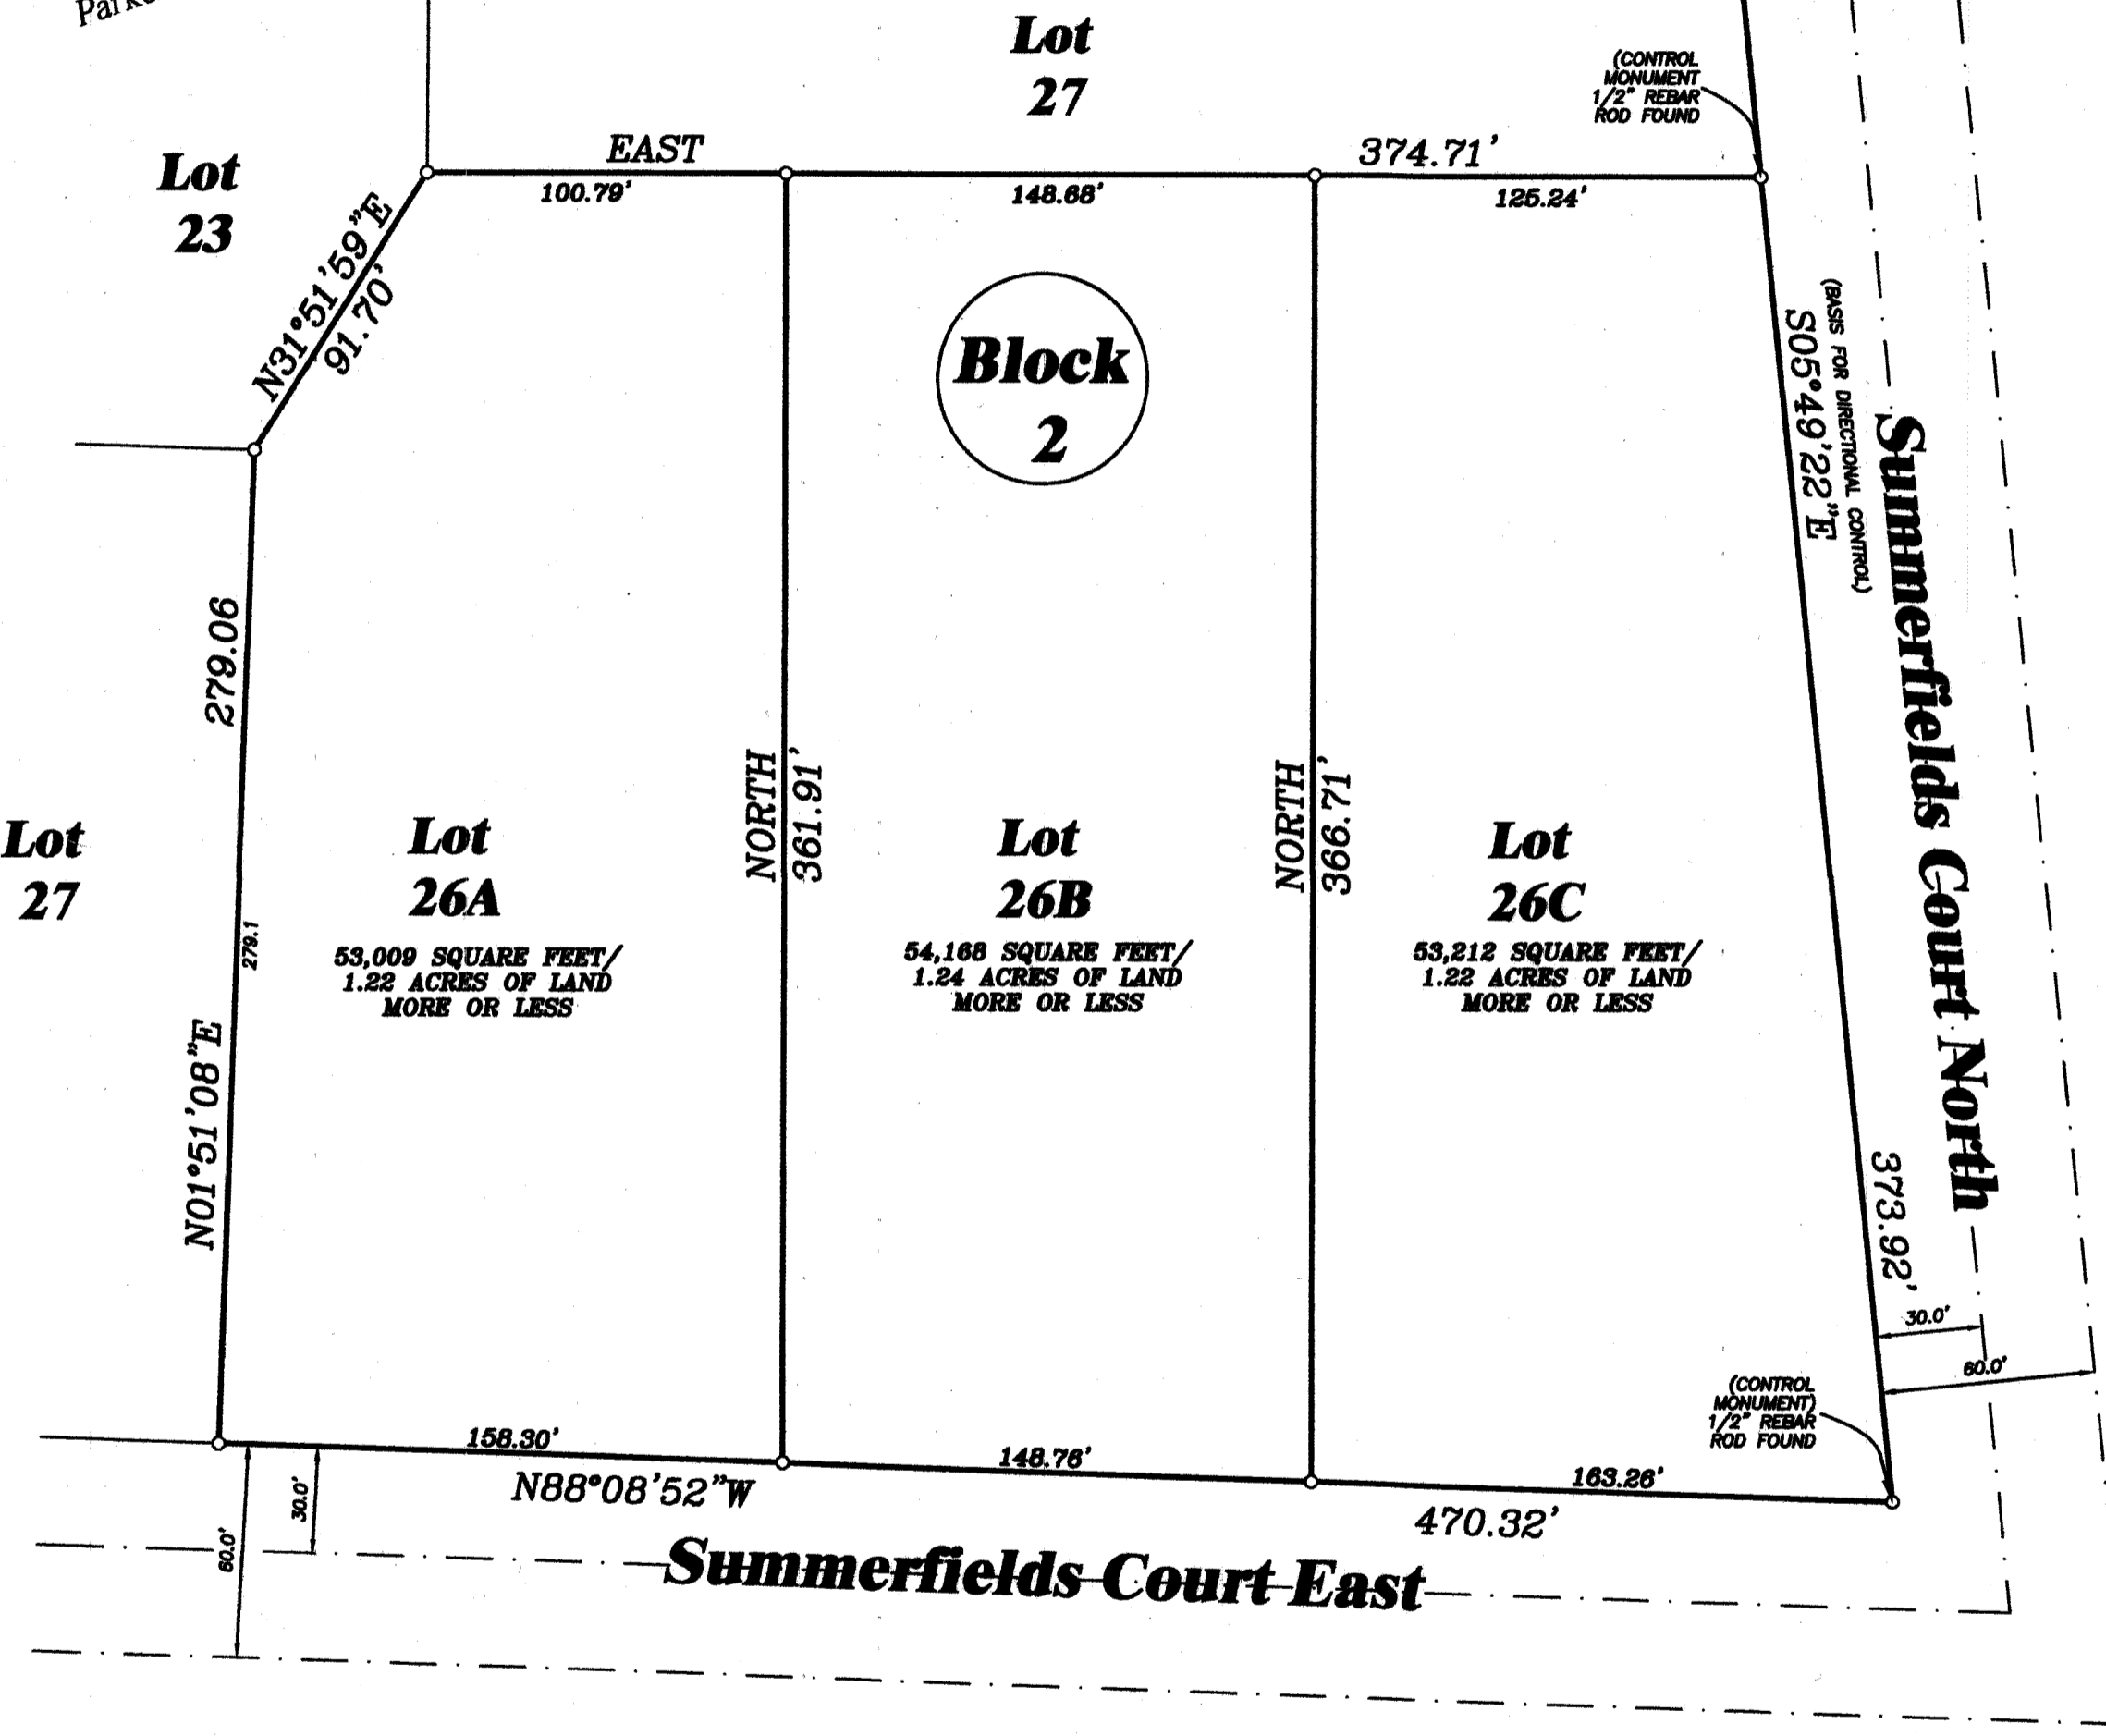 Lot
27
(CONTROL
MONUMENT
1/2" REBAR
ROD FOUND
Lot
23
EAST
374.71'
100.79'
148.68'
125.24'
N31°51'59"E
91.70'
Block
2
(BASIS FOR DIRECTIONAL CONTROL)
S05°49'22"E
Summerfields Court North
279.06
279.1
N01°51'08"E
NORTH
361.91'
NORTH
366.71'
373.92'
Lot
27
Lot
26A
53,009 SQUARE FEET/
1.22 ACRES OF LAND
MORE OR LESS
Lot
26B
54,168 SQUARE FEET/
1.24 ACRES OF LAND
MORE OR LESS
Lot
26C
53,212 SQUARE FEET/
1.22 ACRES OF LAND
MORE OR LESS
30.0'
60.0'
(CONTROL
MONUMENT)
1/2" REBAR
ROD FOUND
158.30'
148.76'
163.26'
N88°08'52"W
470.32'
30.0'
60.0'
Summerfields Court East